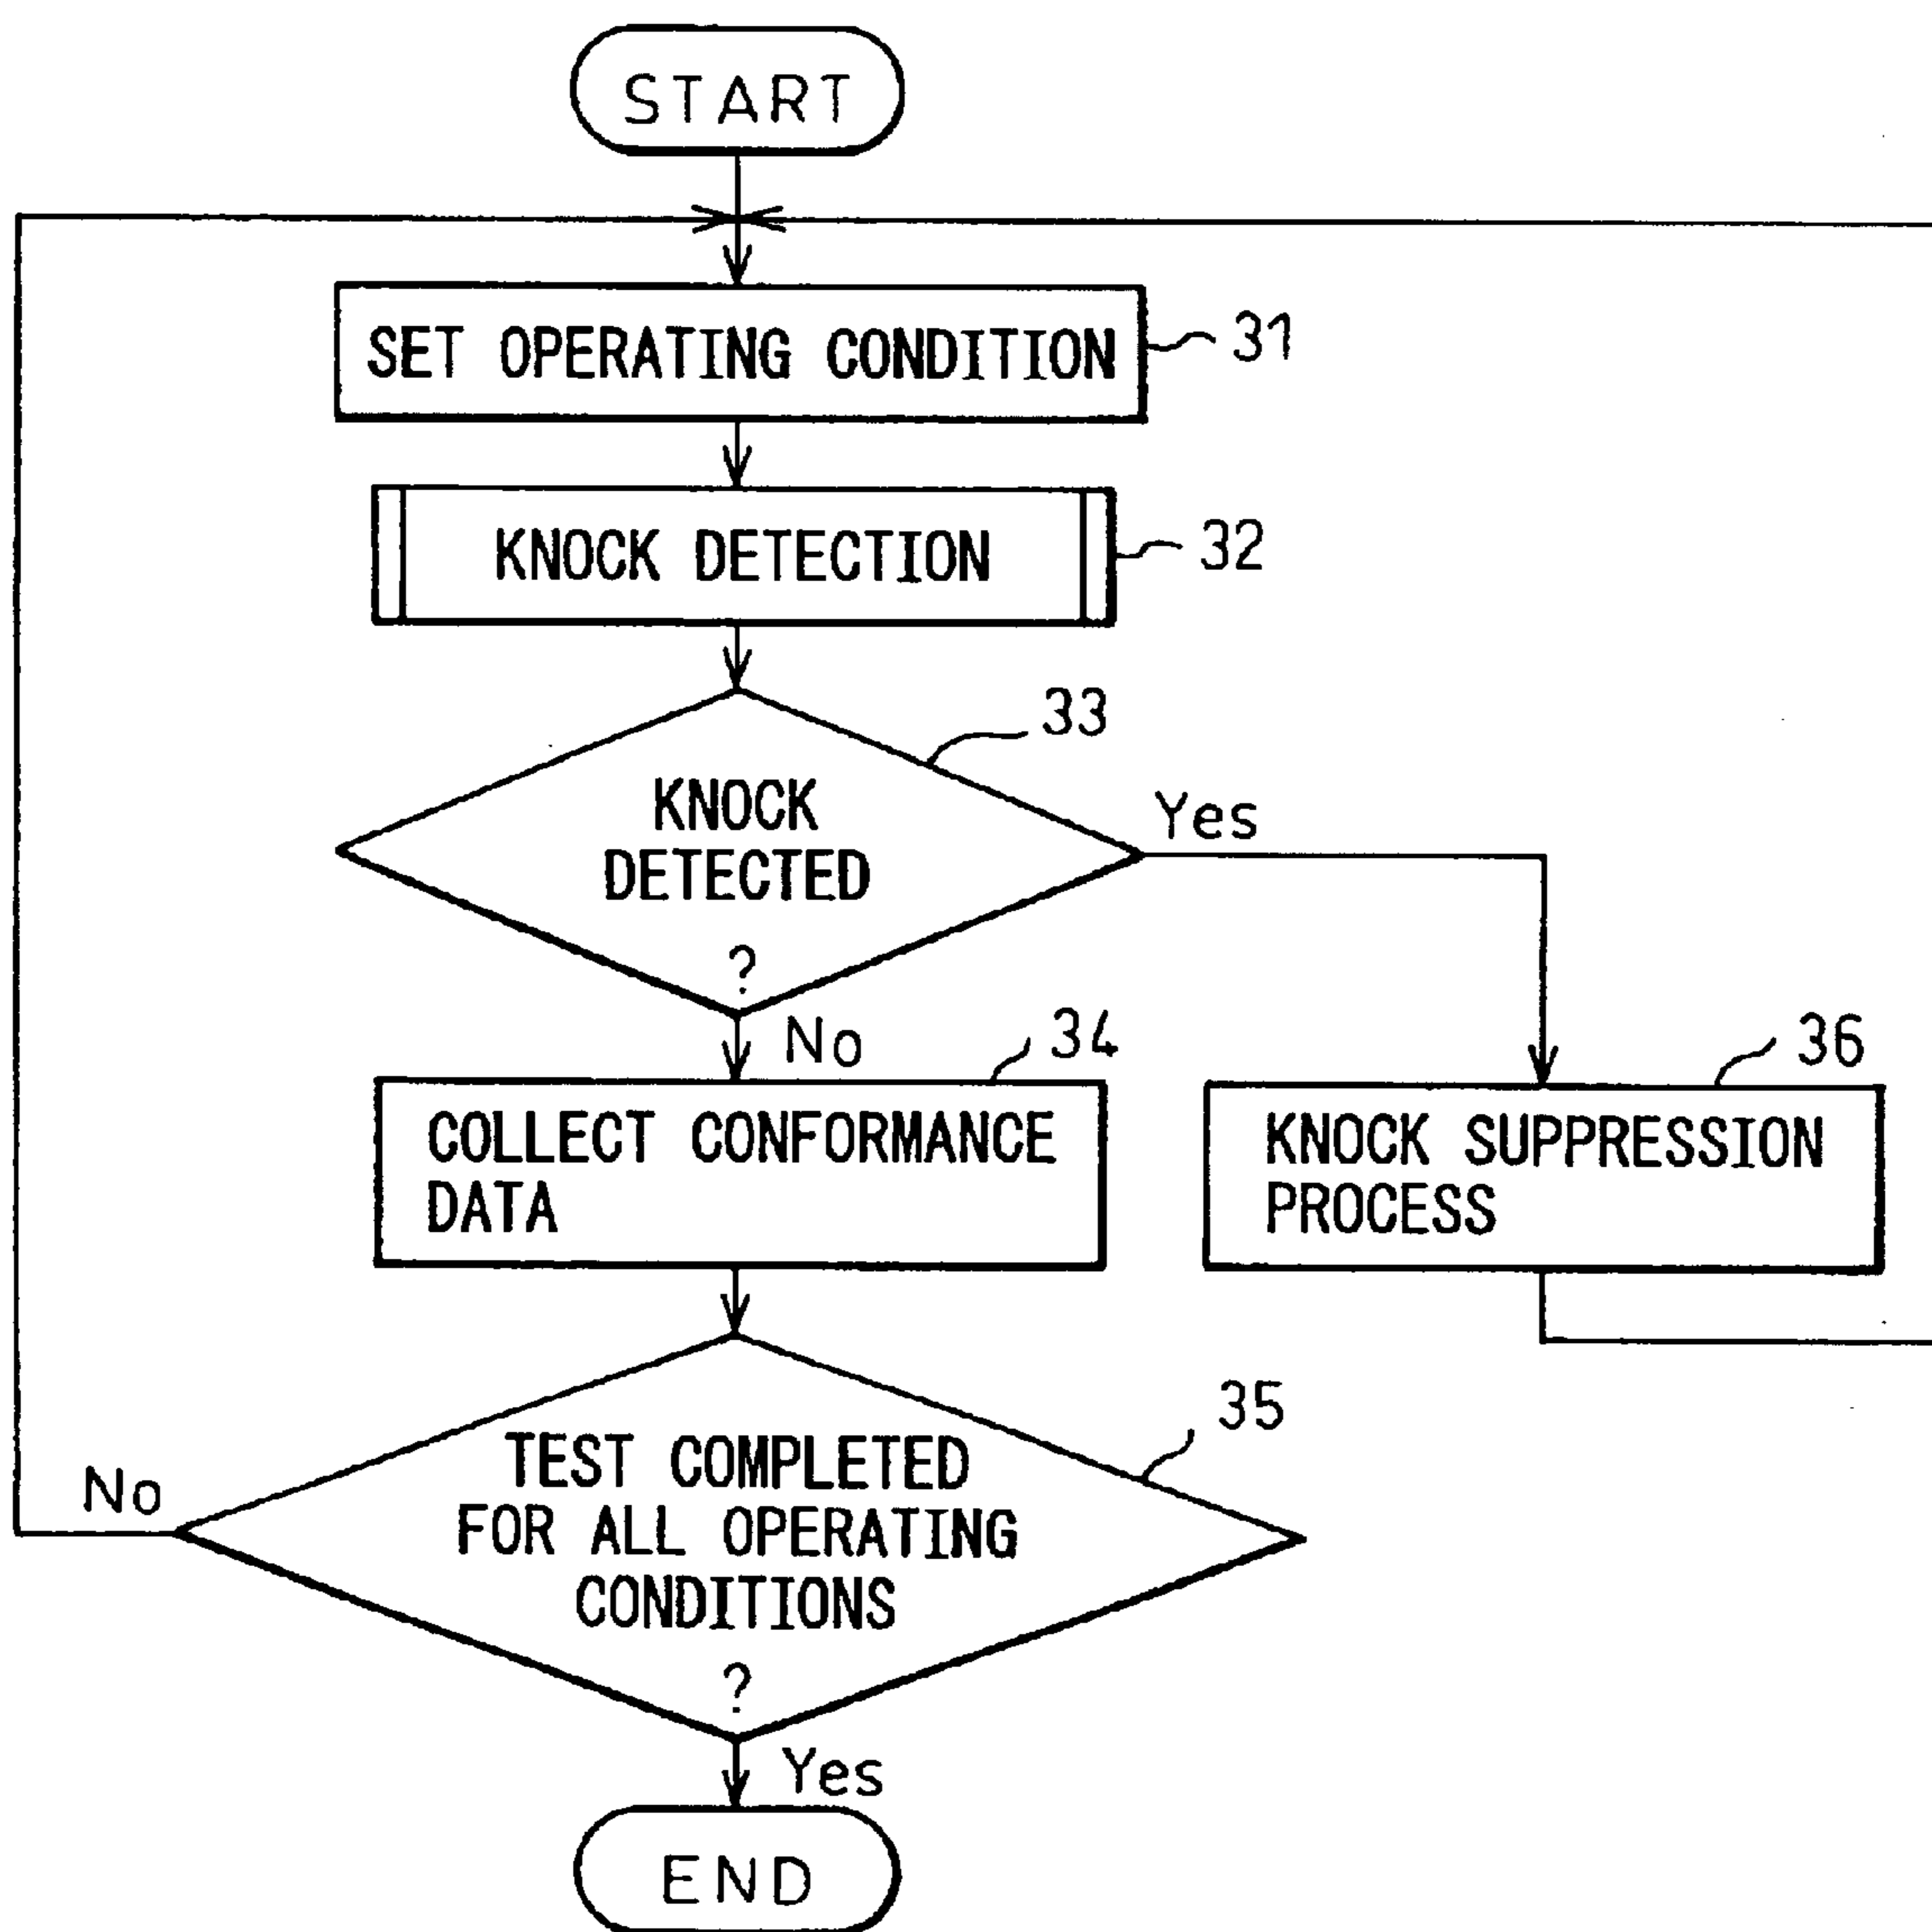 START
SET OPERATING CONDITION
31
KNOCK DETECTION
32
33
KNOCK
DETECTED
?
Yes
No
34
COLLECT CONFORMANCE
DATA
36
KNOCK SUPPRESSION
PROCESS
35
TEST COMPLETED
FOR ALL OPERATING
CONDITIONS
?
No
Yes
END